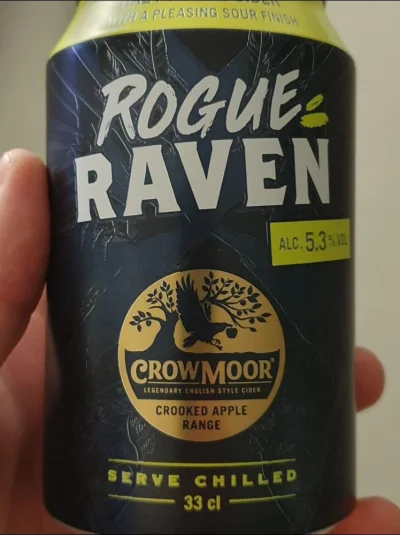 WITH A PLEASING SOUR FINISH
ROGUE
RAVEN
ALC. 5.3 % VOL
CROWMOOR®
LEGENDARY ENGLISH STYLE CIDER
CROOKED APPLE
RANGE
SERVE CHILLED
33 cl